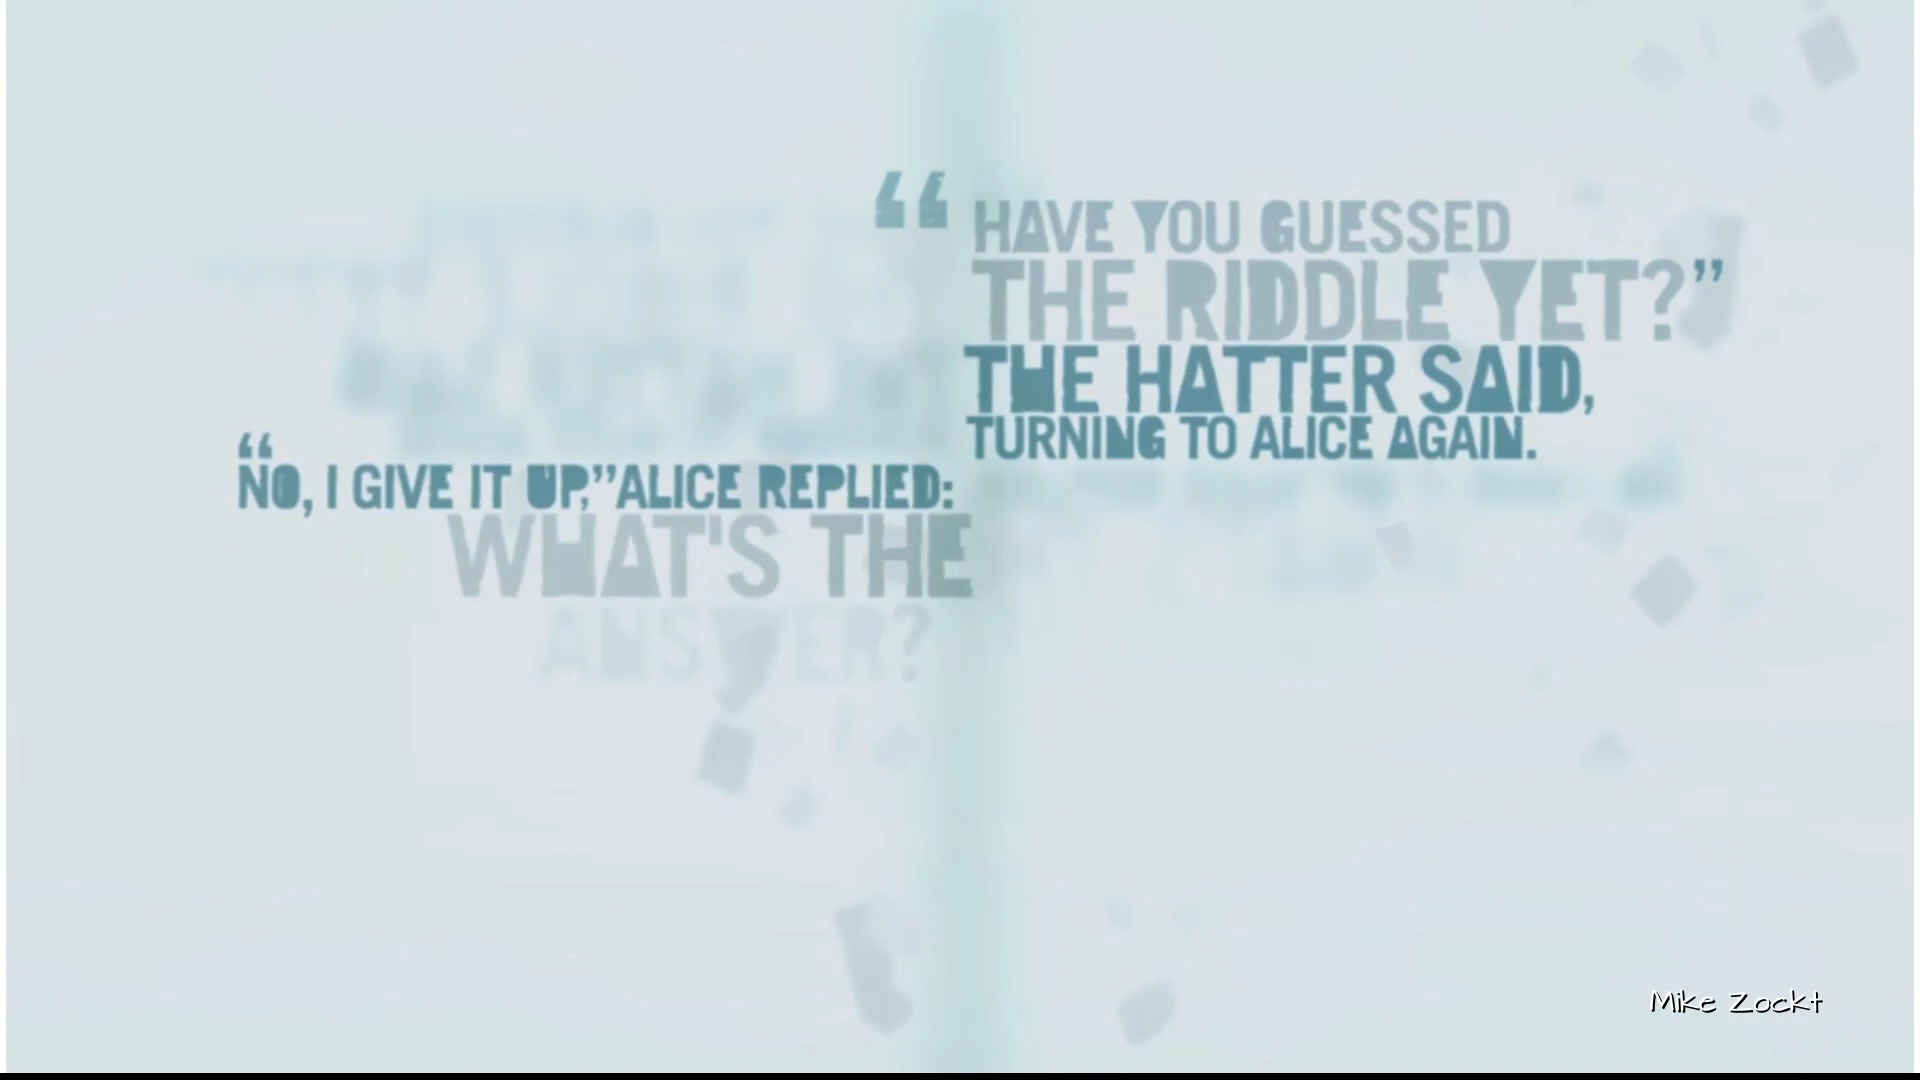 “HAVE YOU GUESSED
THE RIDDLE YET?”
THE HATTER SAID,
TURNING TO ALICE AGAIN.
“NO, I GIVE IT UP,”ALICE REPLIED:
WHAT'S THE
ANSWER?
Mike Zockt